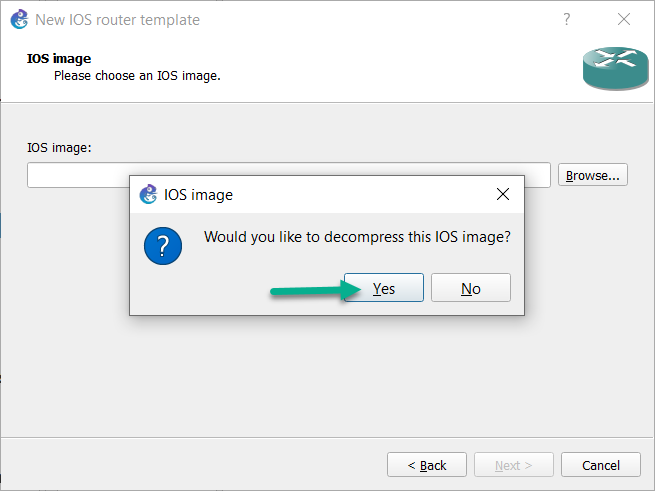 New IOS router template
IOS image
Please choose an IOS image.
IOS image:
Browse...
IOS image
Would you like to decompress this IOS image?
Yes
No
< Back
Next >
Cancel